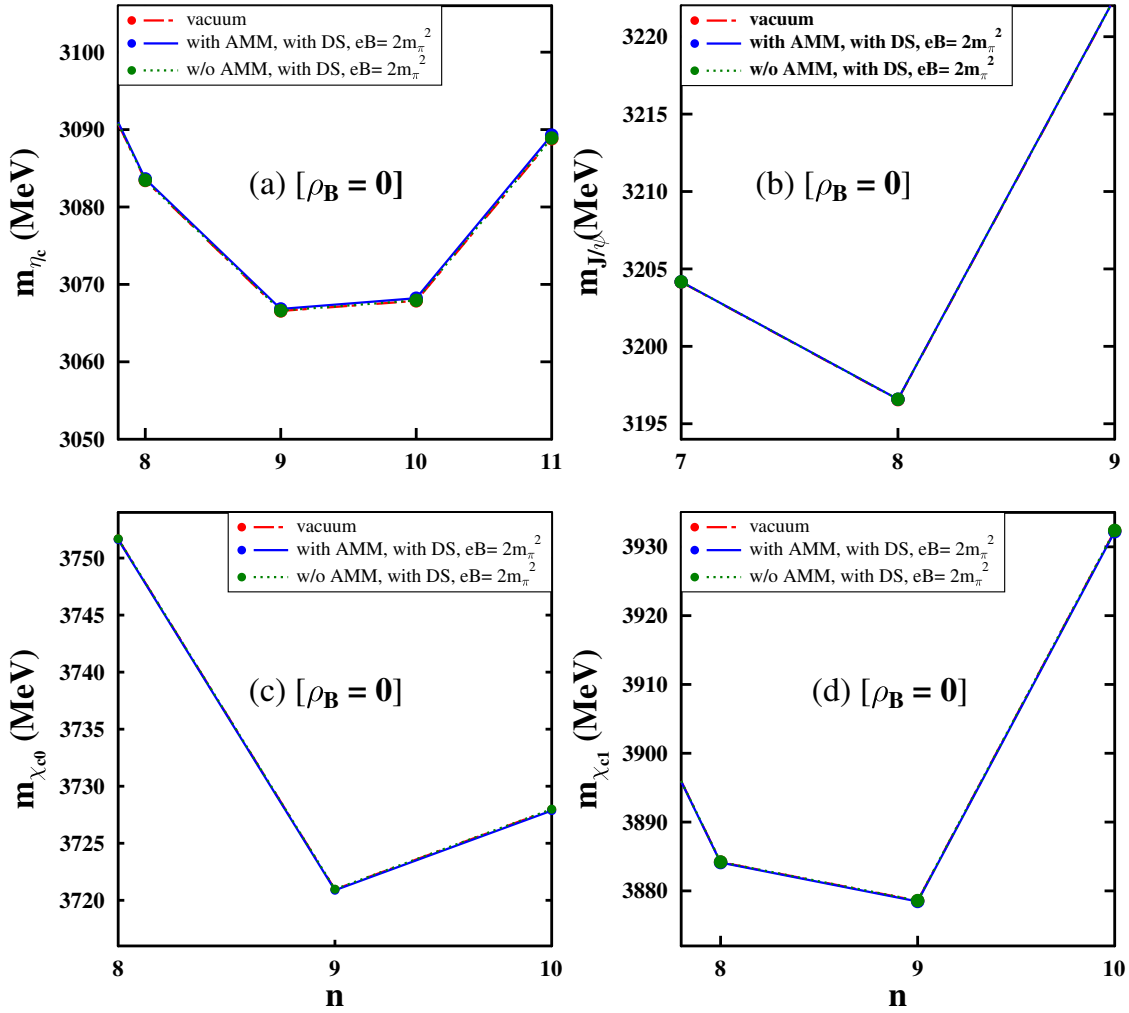 vacuum
with AMM, with DS, eB= 2m_π^2
w/o AMM, with DS, eB= 2m_π^2
(a) [ρ_B = 0]
m_η_c (MeV)
3100
3090
3080
3070
3060
3050
8 9 10 11
vacuum
with AMM, with DS, eB= 2m_π^2
w/o AMM, with DS, eB= 2m_π^2
(b) [ρ_B = 0]
m_J/ψ (MeV)
3220
3215
3210
3205
3200
3195
7 8 9
vacuum
with AMM, with DS, eB= 2m_π^2
w/o AMM, with DS, eB= 2m_π^2
(c) [ρ_B = 0]
m_χ_c0 (MeV)
3750
3745
3740
3735
3730
3725
3720
8 9 10
n
vacuum
with AMM, with DS, eB= 2m_π^2
w/o AMM, with DS, eB= 2m_π^2
(d) [ρ_B = 0]
m_χ_c1 (MeV)
3930
3920
3910
3900
3890
3880
8 9 10
n